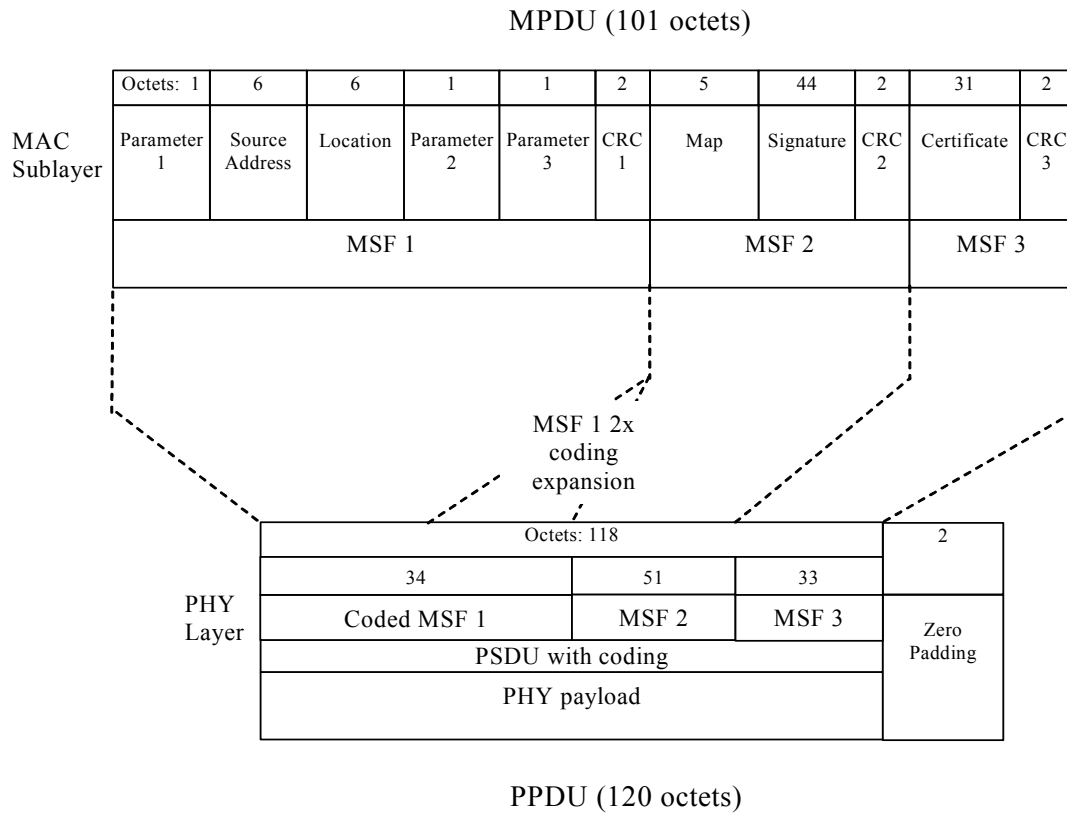 MPDU (101 octets)
Octets: 1 6 6 1 1 2 5 44 2 31 2
MAC
Sublayer
Parameter
1
Source
Address
Location
Parameter
2
Parameter
3
CRC
1
Map
Signature
CRC
2
Certificate
CRC
3
MSF 1 MSF 2 MSF 3
MSF 1 2x
coding
expansion
Octets: 118 2
34 51 33
PHY
Layer
Coded MSF 1 MSF 2 MSF 3
Zero
Padding
PSDU with coding
PHY payload
PPDU (120 octets)